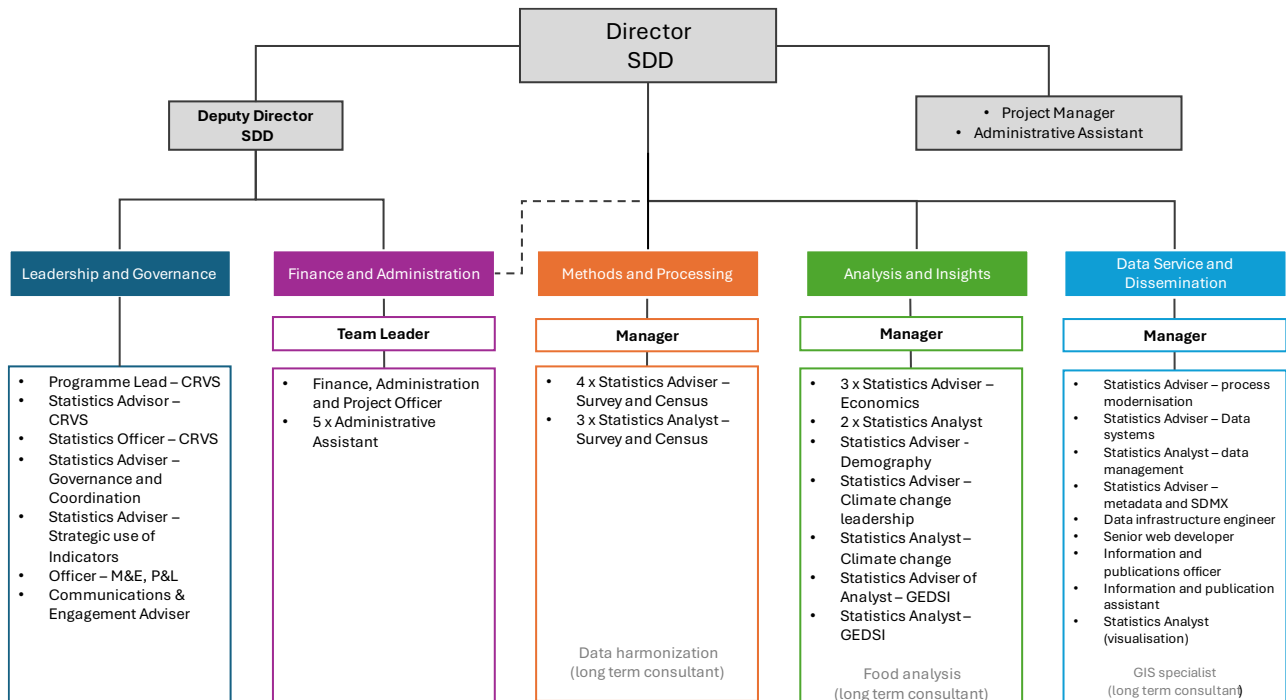 Director
SDD
Deputy Director
SDD
• Project Manager
• Administrative Assistant
Leadership and Governance
Finance and Administration
Methods and Processing
Analysis and Insights
Data Service and
Dissemination
Team Leader
Manager
Manager
Manager
• Programme Lead – CRVS
• Statistics Advisor –
CRVS
• Statistics Officer – CRVS
• Statistics Adviser –
Governance and
Coordination
• Statistics Adviser –
Strategic use of
Indicators
• Officer – M&E, P&L
• Communications &
Engagement Adviser
• Finance, Administration
and Project Officer
• 5 x Administrative
Assistant
• 4 x Statistics Adviser –
Survey and Census
• 3 x Statistics Analyst –
Survey and Census
Data harmonization
(long term consultant)
• 3 x Statistics Adviser –
Economics
• 2 x Statistics Analyst
• Statistics Adviser -
Demography
• Statistics Adviser –
Climate change
leadership
• Statistics Analyst –
Climate change
• Statistics Adviser of
Analyst – GEDSI
• Statistics Analyst –
GEDSI
Food analysis
(long term consultant)
• Statistics Adviser – process
modernisation
• Statistics Adviser – Data
systems
• Statistics Analyst – data
management
• Statistics Adviser –
metadata and SDMX
• Data infrastructure engineer
• Senior web developer
• Information and
publications officer
• Information and publication
assistant
• Statistics Analyst
(visualisation)
GIS specialist
(long term consultant)